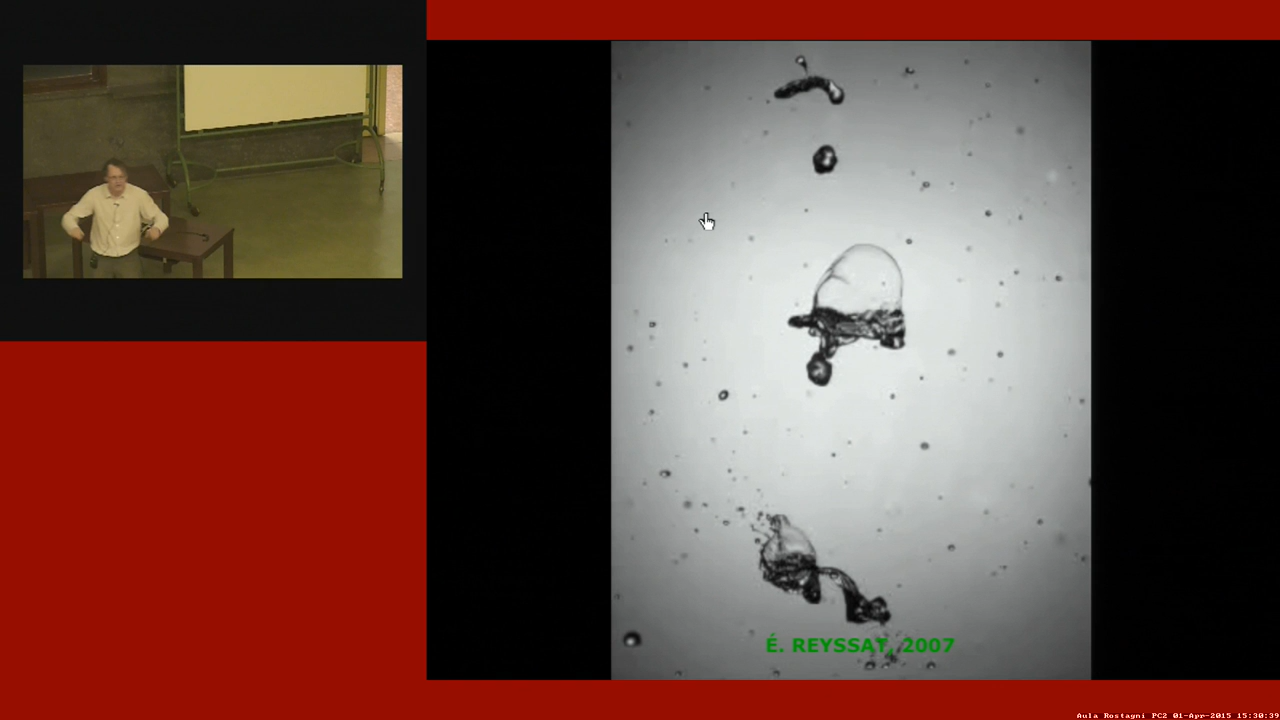 É. REYSSAT, 2007
Aula Rostagni PC2 01-Apr-2015 15:30:39